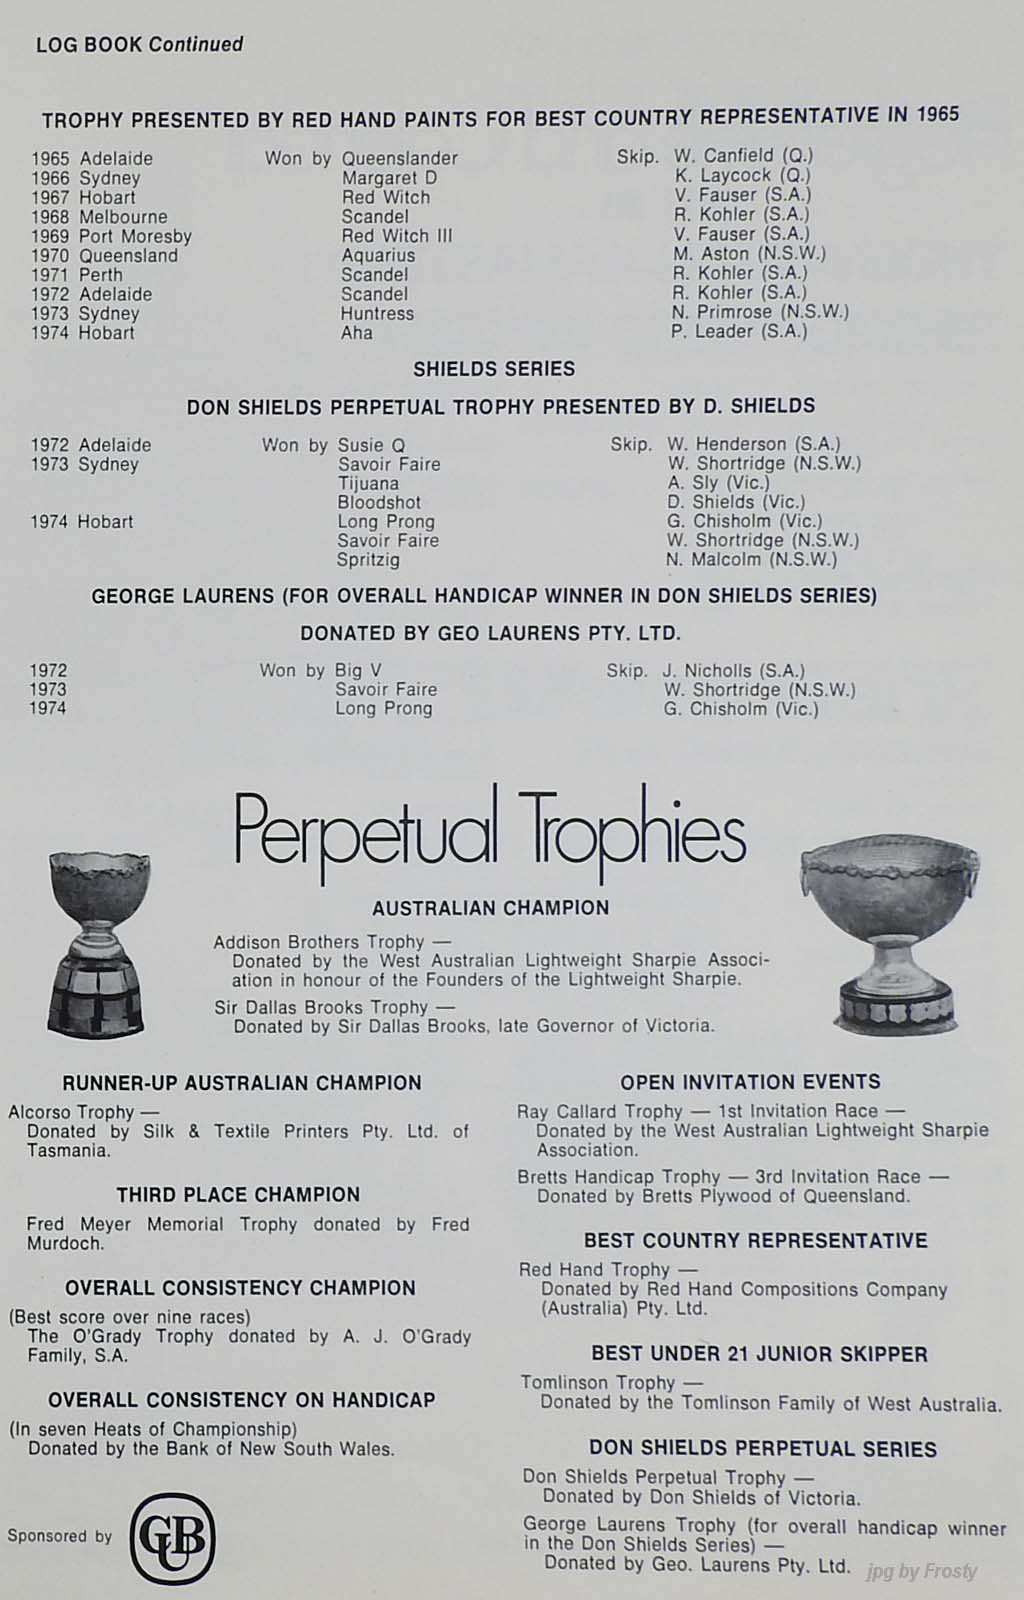 LOG BOOK Continued
TROPHY PRESENTED BY RED HAND PAINTS FOR BEST COUNTRY REPRESENTATIVE IN 1965
1965 Adelaide Won by Queenslander Skip. W. Canfield (Q.)
1966 Sydney Margaret D K. Laycock (Q.)
1967 Hobart Red Witch V. Fauser (S.A.)
1968 Melbourne Scandel R. Kohler (S.A.)
1969 Port Moresby Red Witch III V. Fauser (S.A.)
1970 Queensland Aquarius M. Aston (N.S.W.)
1971 Perth Scandel R. Kohler (S.A.)
1972 Adelaide Scandel R. Kohler (S.A.)
1973 Sydney Huntress N. Primrose (N.S.W.)
1974 Hobart Aha P. Leader (S.A.)
SHIELDS SERIES
DON SHIELDS PERPETUAL TROPHY PRESENTED BY D. SHIELDS
1972 Adelaide Won by Susie Q Skip. W. Henderson (S.A.)
1973 Sydney Savoir Faire W. Shortridge (N.S.W.)
Tijuana A. Sly (Vic.)
Bloodshot D. Shields (Vic.)
1974 Hobart Long Prong G. Chisholm (Vic.)
Savoir Faire W. Shortridge (N.S.W.)
Spritzig N. Malcolm (N.S.W.)
GEORGE LAURENS (FOR OVERALL HANDICAP WINNER IN DON SHIELDS SERIES)
DONATED BY GEO LAURENS PTY. LTD.
1972 Won by Big V Skip. J. Nicholls (S.A.)
1973 Savoir Faire W. Shortridge (N.S.W.)
1974 Long Prong G. Chisholm (Vic.)
Perpetual Trophies
AUSTRALIAN CHAMPION
Addison Brothers Trophy —
Donated by the West Australian Lightweight Sharpie Associ-
ation in honour of the Founders of the Lightweight Sharpie.
Sir Dallas Brooks Trophy —
Donated by Sir Dallas Brooks, late Governor of Victoria.
RUNNER-UP AUSTRALIAN CHAMPION
Alcorso Trophy —
Donated by Silk & Textile Printers Pty. Ltd. of
Tasmania.
THIRD PLACE CHAMPION
Fred Meyer Memorial Trophy donated by Fred
Murdoch.
OVERALL CONSISTENCY CHAMPION
(Best score over nine races)
The O'Grady Trophy donated by A. J. O'Grady
Family, S.A.
OVERALL CONSISTENCY ON HANDICAP
(In seven Heats of Championship)
Donated by the Bank of New South Wales.
Sponsored by GUB
OPEN INVITATION EVENTS
Ray Callard Trophy — 1st Invitation Race —
Donated by the West Australian Lightweight Sharpie
Association.
Bretts Handicap Trophy — 3rd Invitation Race —
Donated by Bretts Plywood of Queensland.
BEST COUNTRY REPRESENTATIVE
Red Hand Trophy —
Donated by Red Hand Compositions Company
(Australia) Pty. Ltd.
BEST UNDER 21 JUNIOR SKIPPER
Tomlinson Trophy —
Donated by the Tomlinson Family of West Australia.
DON SHIELDS PERPETUAL SERIES
Don Shields Perpetual Trophy —
Donated by Don Shields of Victoria.
George Laurens Trophy (for overall handicap winner
in the Don Shields Series) —
Donated by Geo. Laurens Pty. Ltd.
jpg by Frosty